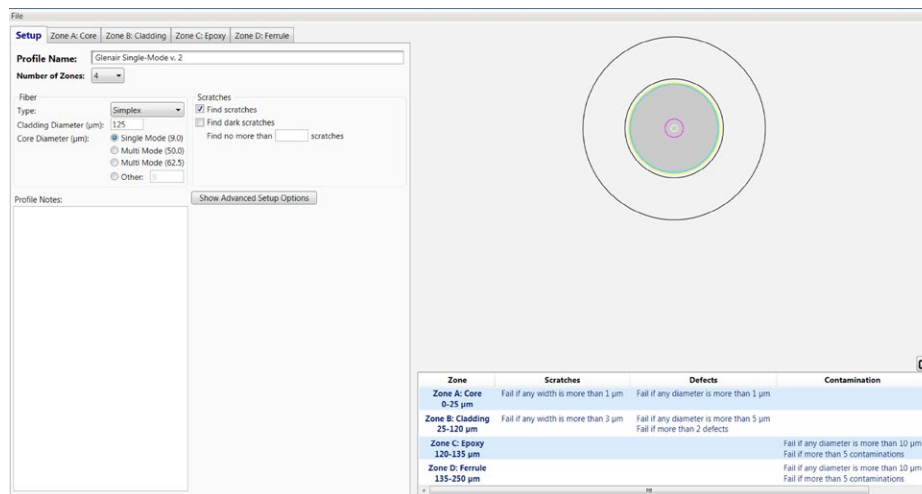 File
Setup
Zone A: Core
Zone B: Cladding
Zone C: Epoxy
Zone D: Ferrule
Profile Name: Glenair Single-Mode v. 2
Number of Zones: 4
Fiber
Type: Simplex
Cladding Diameter (µm): 125
Core Diameter (µm): Single Mode (9.0)
Multi Mode (50.0)
Multi Mode (62.5)
Other: 9
Scratches
Find scratches
Find dark scratches
Find no more than scratches
Profile Notes:
Show Advanced Setup Options
Zone Scratches Defects Contamination
Zone A: Core Fail if any width is more than 1 µm Fail if any diameter is more than 1 µm
0-25 µm
Zone B: Cladding Fail if any width is more than 3 µm Fail if any diameter is more than 5 µm
25-120 µm Fail if more than 2 defects
Zone C: Epoxy Fail if any diameter is more than 10 µm
120-135 µm Fail if more than 5 contaminations
Zone D: Ferrule Fail if any diameter is more than 10 µm
135-250 µm Fail if more than 5 contaminations